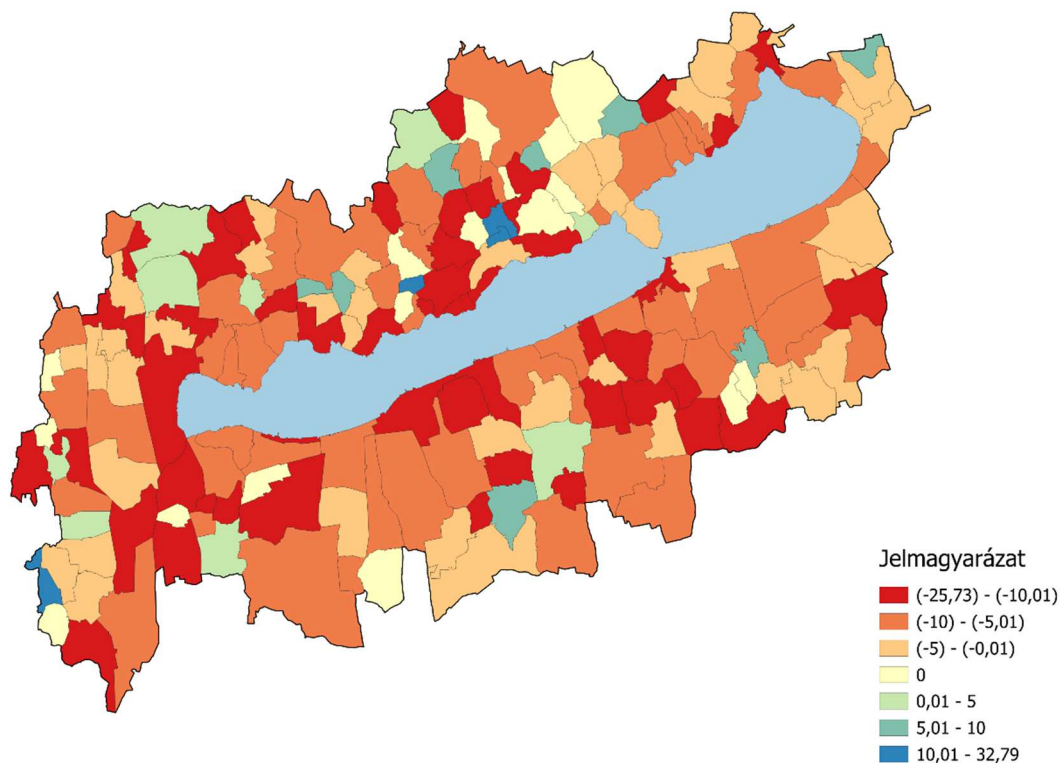 Jelmagyarázat
(-25,73) - (-10,01)
(-10) - (-5,01)
(-5) - (-0,01)
0
0,01 - 5
5,01 - 10
10,01 - 32,79